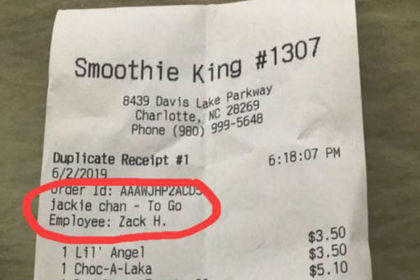 Smoothie King #1307
8439 Davis Lake Parkway
Charlotte, NC 28269
Phone (980) 999-5648
Duplicate Receipt #1
6/2/2019 6:18:07 PM
Order Id:
jackie chan - To Go
Employee: Zack H.
1 Lil' Angel $3.50
1 Choc-A-Laka $3.50
$5.10